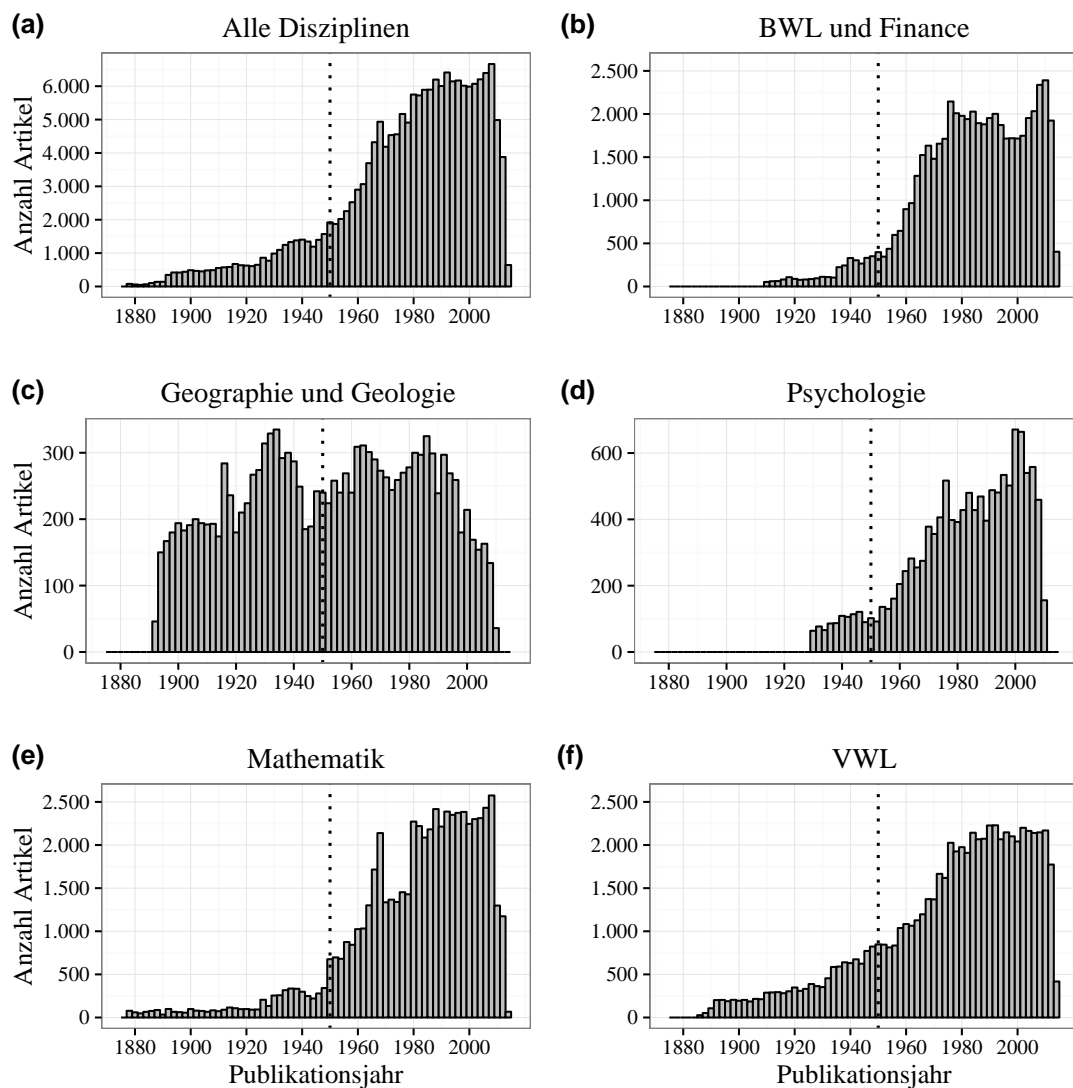 (a) Alle Disziplinen
Anzahl Artikel
6.000
5.000
4.000
3.000
2.000
1.000
0
1880 1900 1920 1940 1960 1980 2000
(b) BWL und Finance
2.500
2.000
1.500
1.000
500
0
1880 1900 1920 1940 1960 1980 2000
(c) Geographie und Geologie
Anzahl Artikel
300
200
100
0
1880 1900 1920 1940 1960 1980 2000
(d) Psychologie
600
400
200
0
1880 1900 1920 1940 1960 1980 2000
(e) Mathematik
Anzahl Artikel
2.500
2.000
1.500
1.000
500
0
1880 1900 1920 1940 1960 1980 2000
Publikationsjahr
(f) VWL
2.500
2.000
1.500
1.000
500
0
1880 1900 1920 1940 1960 1980 2000
Publikationsjahr